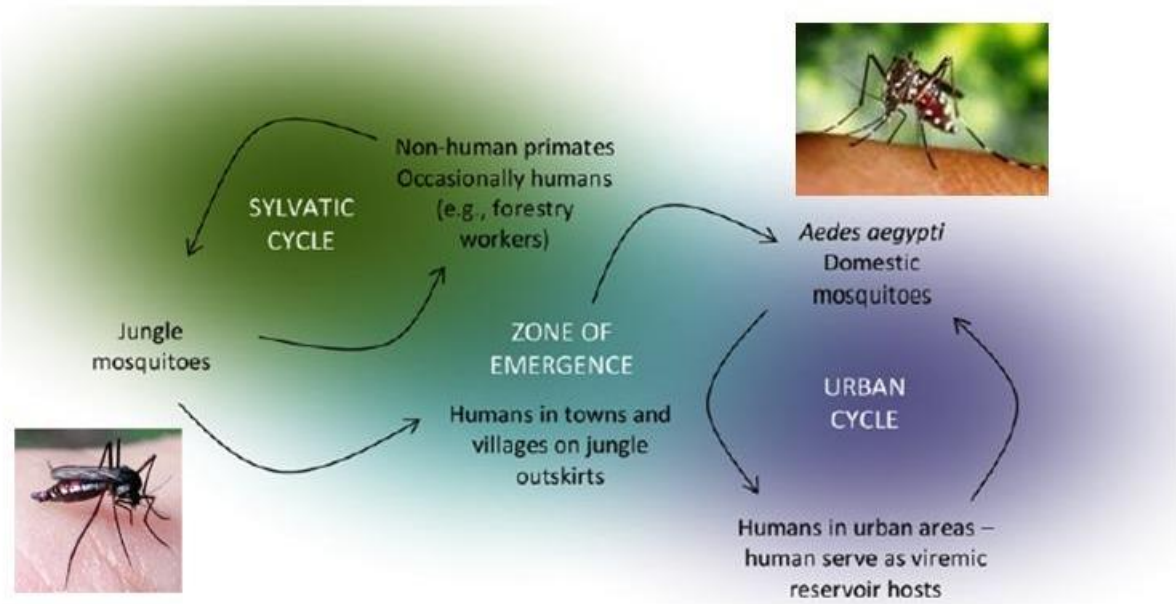 Non-human primates
Occasionally humans
(e.g., forestry
workers)
SYLVATIC
CYCLE
Jungle
mosquitoes
ZONE OF
EMERGENCE
Humans in towns and
villages on jungle
outskirts
Aedes aegypti
Domestic
mosquitoes
URBAN
CYCLE
Humans in urban areas –
human serve as viremic
reservoir hosts